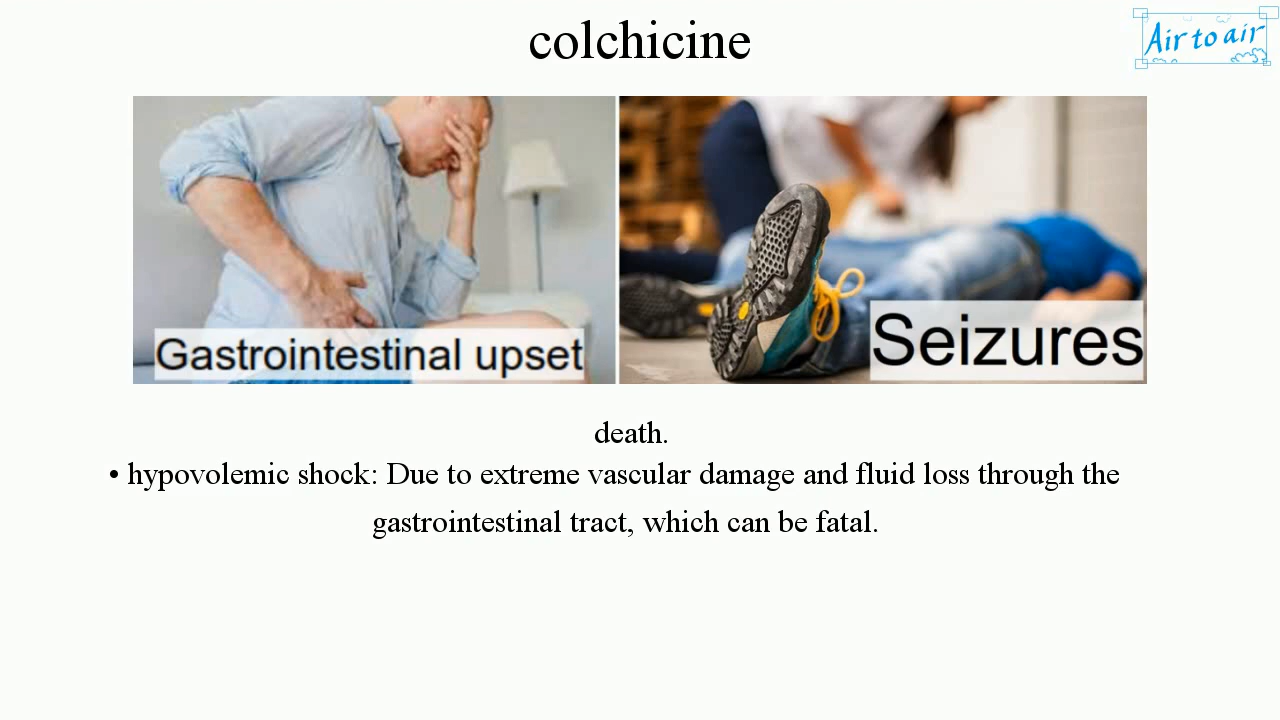 colchicine
Air to air
Gastrointestinal upset
Seizures
death.
• hypovolemic shock: Due to extreme vascular damage and fluid loss through the
gastrointestinal tract, which can be fatal.